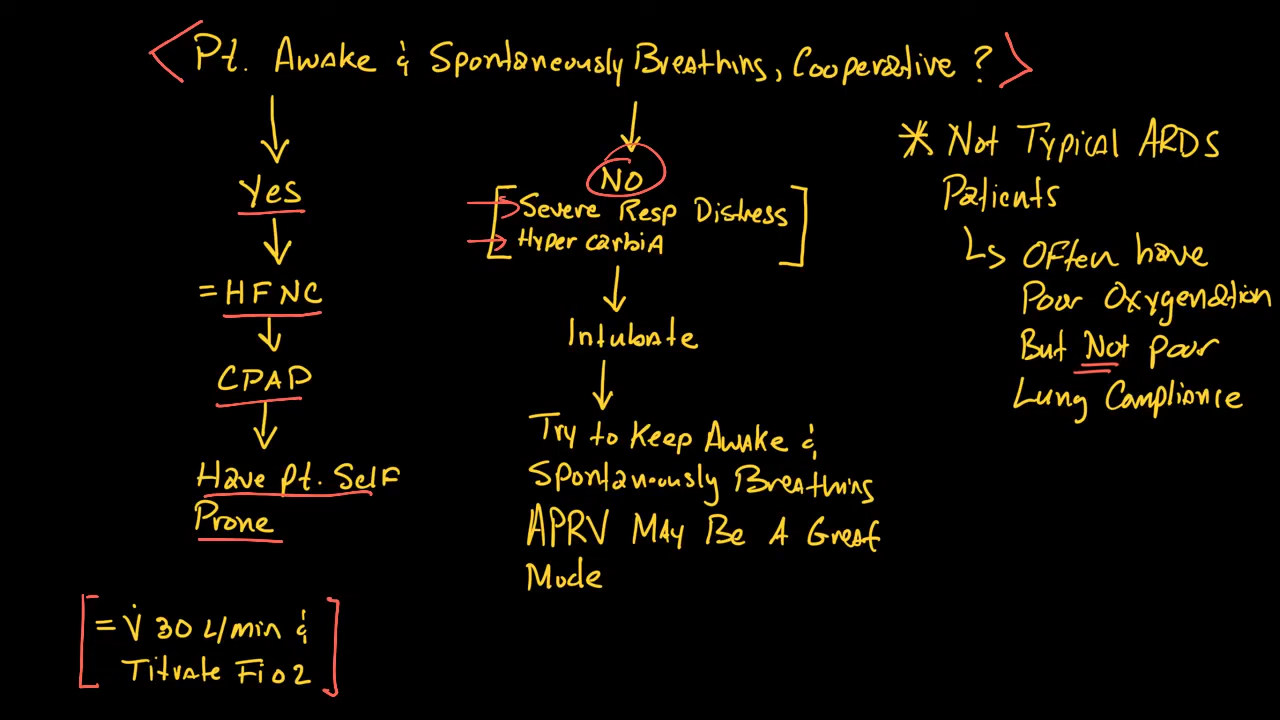 Pt. Awake & Spontaneously Breathing, Cooperative ?
Yes
= HFNC
CPAP
Have pt. Self
Prone
= V̇ 30 L/min &
Titrate FiO2
NO
Severe Resp Distress
Hyper carbiA
Intubate
Try to Keep Awake &
Spontaneously Breathing
APRV May Be A Great
Mode
* Not Typical ARDS
Patients
↳ Often have
Poor Oxygenation
But Not poor
Lung Compliance